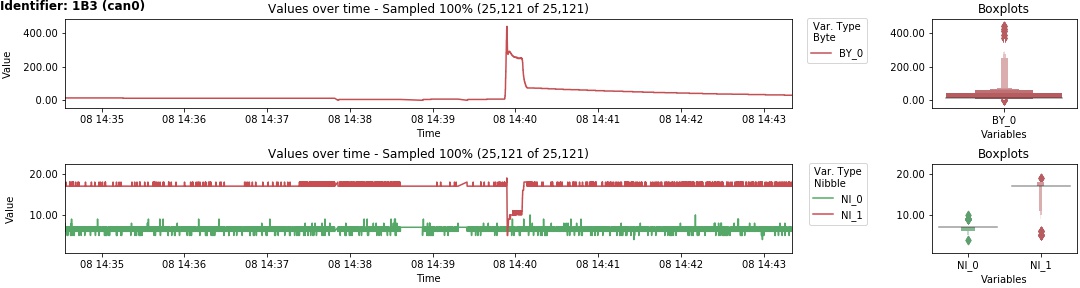 Identifier: 1B3 (can0)
Values over time - Sampled 100% (25,121 of 25,121)
Value
400.00
200.00
0.00
08 14:35 08 14:36 08 14:37 08 14:38 08 14:39 08 14:40 08 14:41 08 14:42 08 14:43
Time
Var. Type
Byte
BY_0
Boxplots
400.00
200.00
0.00
BY_0
Variables
Values over time - Sampled 100% (25,121 of 25,121)
Value
20.00
10.00
08 14:35 08 14:36 08 14:37 08 14:38 08 14:39 08 14:40 08 14:41 08 14:42 08 14:43
Time
Var. Type
Nibble
NI_0
NI_1
Boxplots
20.00
10.00
NI_0 NI_1
Variables